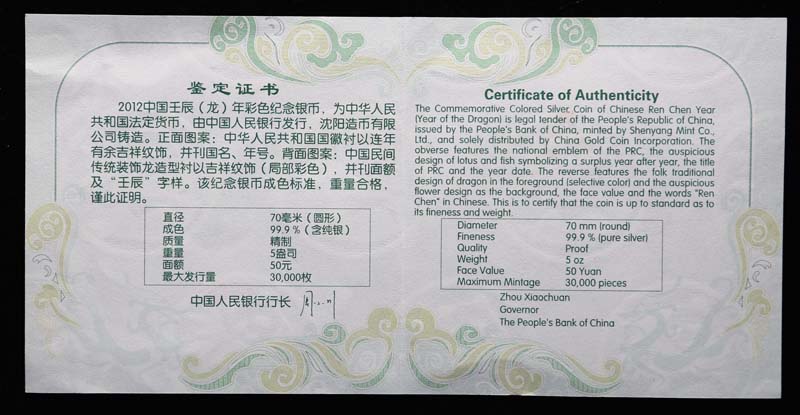 鉴定证书
2012中国壬辰（龙）年彩色纪念银币，为中华人民
共和国法定货币，由中国人民银行发行，沈阳造币有限
公司铸造。正面图案：中华人民共和国国徽衬以连年
有余吉祥纹饰，并刊国名、年号。背面图案：中国民间
传统装饰龙造型衬以吉祥纹饰（局部彩色），并刊面额
及“壬辰”字样。该纪念银币成色标准，重量合格，
谨此证明。
直径 70毫米（圆形）
成色 99.9％（含纯银）
质量 精制
重量 5盎司
面额 50元
最大发行量 30,000枚
中国人民银行行长
Certificate of Authenticity
The Commemorative Colored Silver Coin of Chinese Ren Chen Year
(Year of the Dragon) is legal tender of the People's Republic of China,
issued by the People's Bank of China, minted by Shenyang Mint Co.,
Ltd., and solely distributed by China Gold Coin Incorporation. The
obverse features the national emblem of the PRC, the auspicious
design of lotus and fish symbolizing a surplus year after year, the title
of PRC and the year date. The reverse features the folk traditional
design of dragon in the foreground (selective color) and the auspicious
flower design as the background, the face value and the words "Ren
Chen" in Chinese. This is to certify that the coin is up to standard as to
its fineness and weight.
Diameter 70 mm (round)
Fineness 99.9 % (pure silver)
Quality Proof
Weight 5 oz
Face Value 50 Yuan
Maximum Mintage 30,000 pieces
Zhou Xiaochuan
Governor
The People's Bank of China